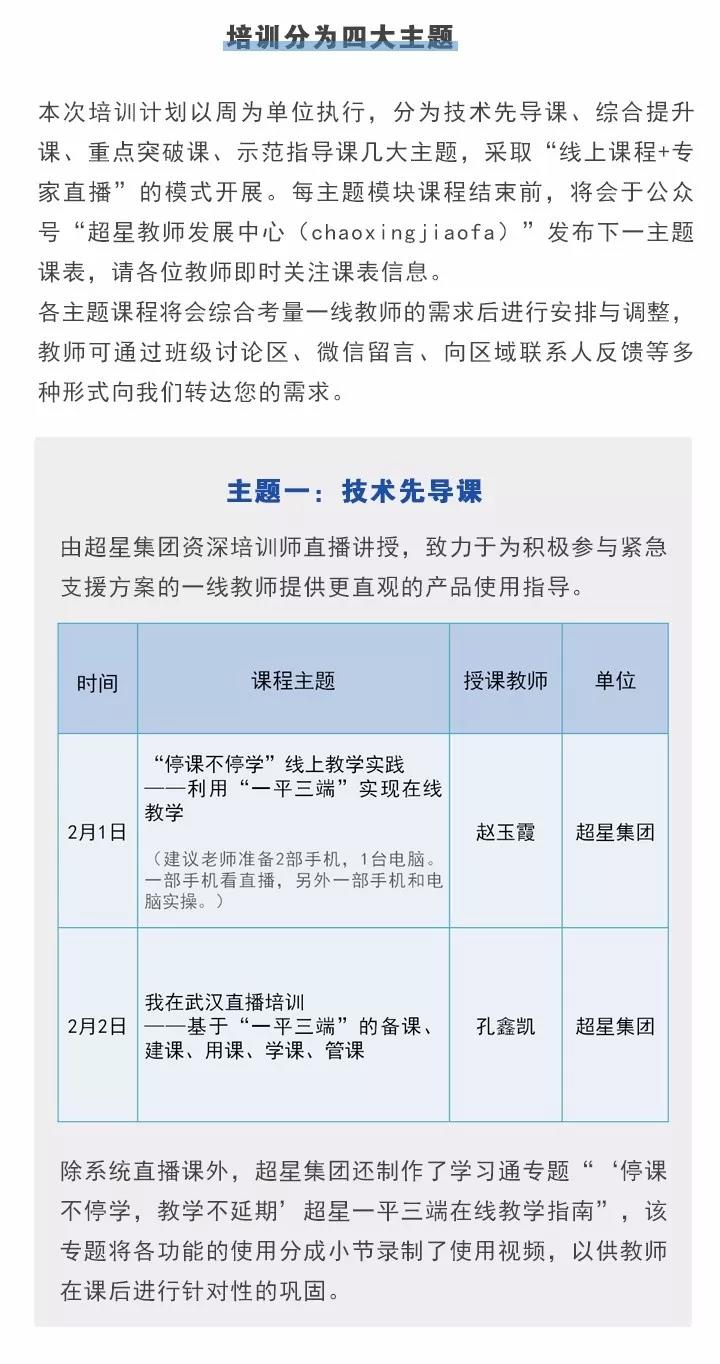 培训分为四大主题
本次培训计划以周为单位执行，分为技术先导课、综合提升
课、重点突破课、示范指导课几大主题，采取“线上课程+专
家直播”的模式开展。每主题模块课程结束前，将会于公众
号“超星教师发展中心（chaoxingjiaofa）”发布下一主题
课表，请各位教师即时关注课表信息。
各主题课程将会综合考量一线教师的需求后进行安排与调整，
教师可通过班级讨论区、微信留言、向区域联系人反馈等多
种形式向我们转达您的需求。
主题一：技术先导课
由超星集团资深培训师直播讲授，致力于为积极参与紧急
支援方案的一线教师提供更直观的产品使用指导。
时间 课程主题 授课教师 单位
“停课不停学”线上教学实践
——利用“一平三端”实现在线
教学
（建议老师准备2部手机，1台电脑。
一部手机看直播，另外一部手机和电
脑实操。）
2月1日 赵玉霞 超星集团
我在武汉直播培训
——基于“一平三端”的备课、
建课、用课、学课、管课
2月2日 孔鑫凯 超星集团
除系统直播课外，超星集团还制作了学习通专题“‘停课
不停学，教学不延期’超星一平三端在线教学指南”，该
专题将各功能的使用分成小节录制了使用视频，以供教师
在课后进行针对性的巩固。